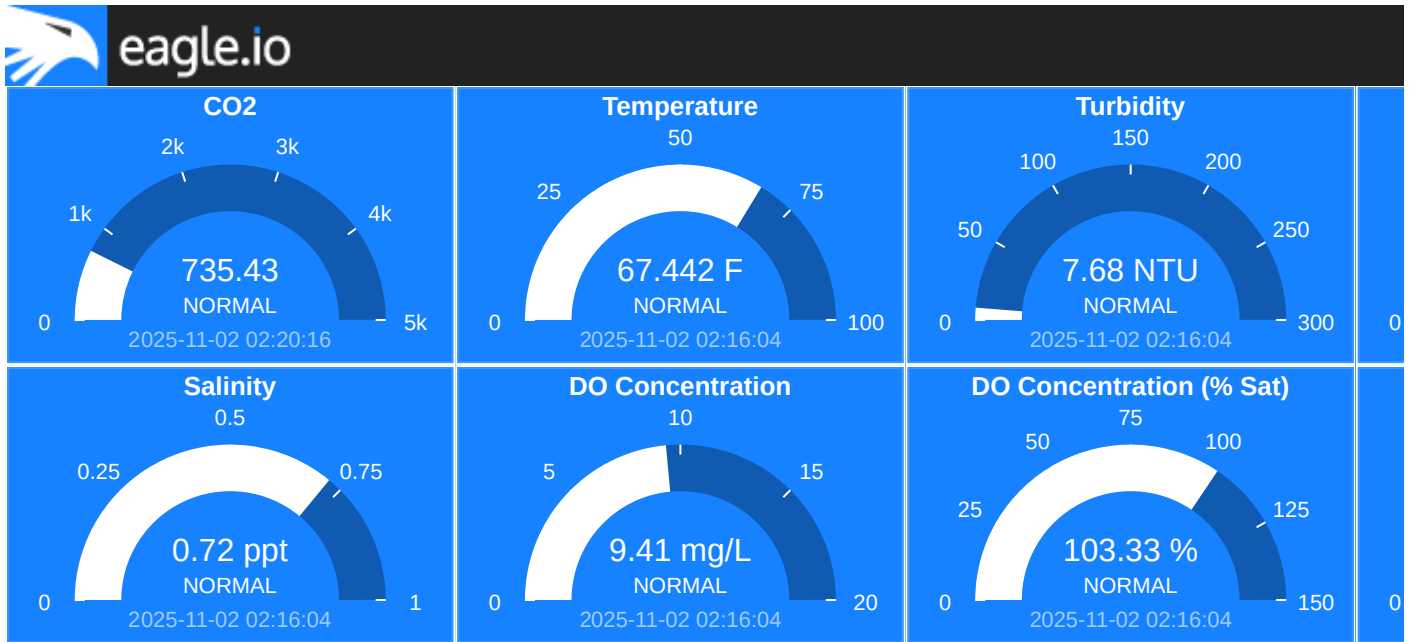 eagle.io
CO2
0
1k
2k
3k
4k
5k
735.43
NORMAL
2025-11-02 02:20:16
Temperature
0
25
50
75
100
67.442 F
NORMAL
2025-11-02 02:16:04
Turbidity
0
50
100
150
200
250
300
7.68 NTU
NORMAL
2025-11-02 02:16:04
0
Salinity
0
0.25
0.5
0.75
1
0.72 ppt
NORMAL
2025-11-02 02:16:04
DO Concentration
0
5
10
15
20
9.41 mg/L
NORMAL
2025-11-02 02:16:04
DO Concentration (% Sat)
0
25
50
75
100
125
150
103.33 %
NORMAL
2025-11-02 02:16:04
0